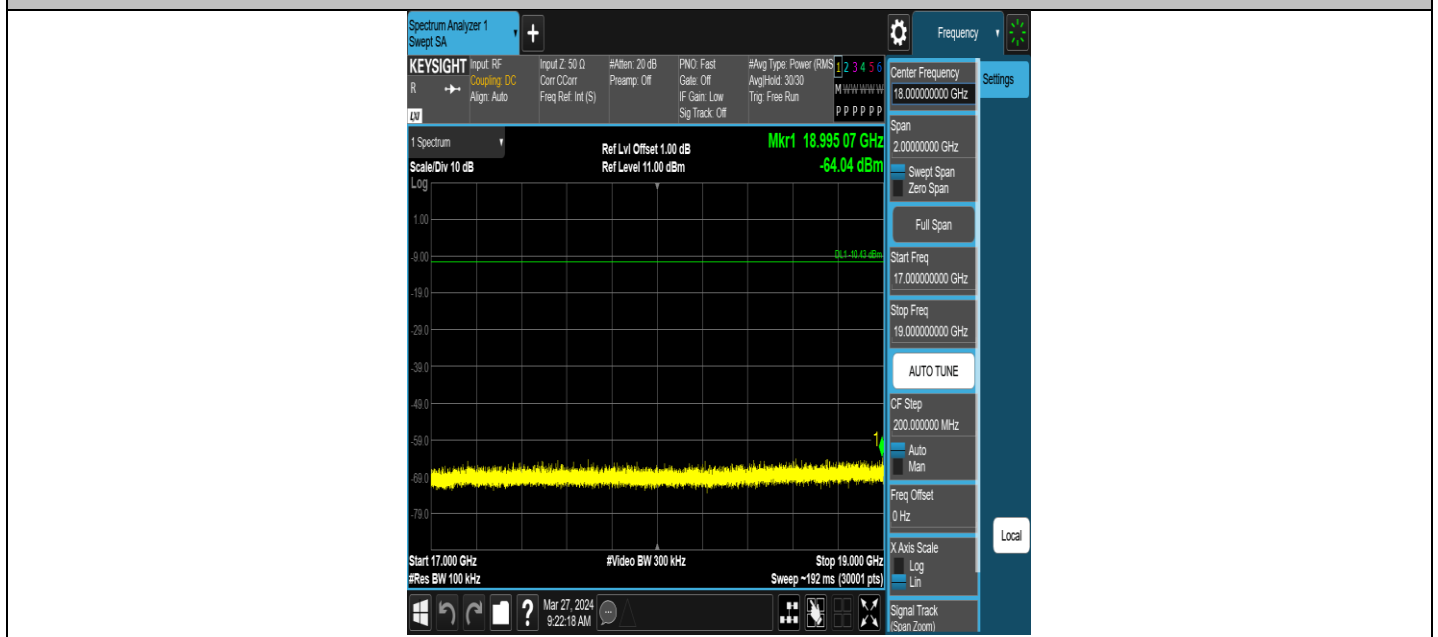 Spectrum Analyzer 1
Swept SA
+
Frequency
KEYSIGHT
R
LXI
Input: RF
Coupling: DC
Align: Auto
Input Z: 50 Ω
Corr CCorr
Freq Ref: Int (S)
#Atten: 20 dB
Preamp: Off
PNO: Fast
Gate: Off
IF Gain: Low
Sig Track: Off
#Avg Type: Power (RMS
Avg|Hold: 30/30
Trig: Free Run
1 2 3 4 5 6
M W W W W W
P P P P P P
Center Frequency
18.000000000 GHz
Settings
1 Spectrum
Scale/Div 10 dB
Log
Ref Lvl Offset 1.00 dB
Ref Level 11.00 dBm
Mkr1 18.995 07 GHz
-64.04 dBm
Span
2.00000000 GHz
Swept Span
Zero Span
Full Span
1.00
-9.00
-19.0
-29.0
-39.0
-49.0
-59.0
-69.0
-79.0
DL1 -10.43 dBm
1
Start Freq
17.000000000 GHz
Stop Freq
19.000000000 GHz
AUTO TUNE
CF Step
200.000000 MHz
Auto
Man
Freq Offset
0 Hz
X Axis Scale
Log
Lin
Local
Signal Track
(Span Zoom)
Start 17.000 GHz
#Res BW 100 kHz
#Video BW 300 kHz
Stop 19.000 GHz
Sweep ~192 ms (30001 pts)
?
Mar 27, 2024
9:22:18 AM